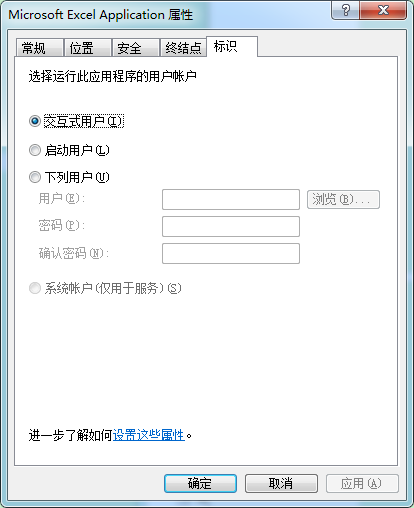 Microsoft Excel Application 属性
常规 位置 安全 终结点 标识
选择运行此应用程序的用户帐户
交互式用户(I)
启动用户(L)
下列用户(U)
用户(E):
浏览(B)...
密码(P):
确认密码(N):
系统帐户(仅用于服务)(S)
进一步了解如何设置这些属性。
确定 取消 应用(A)